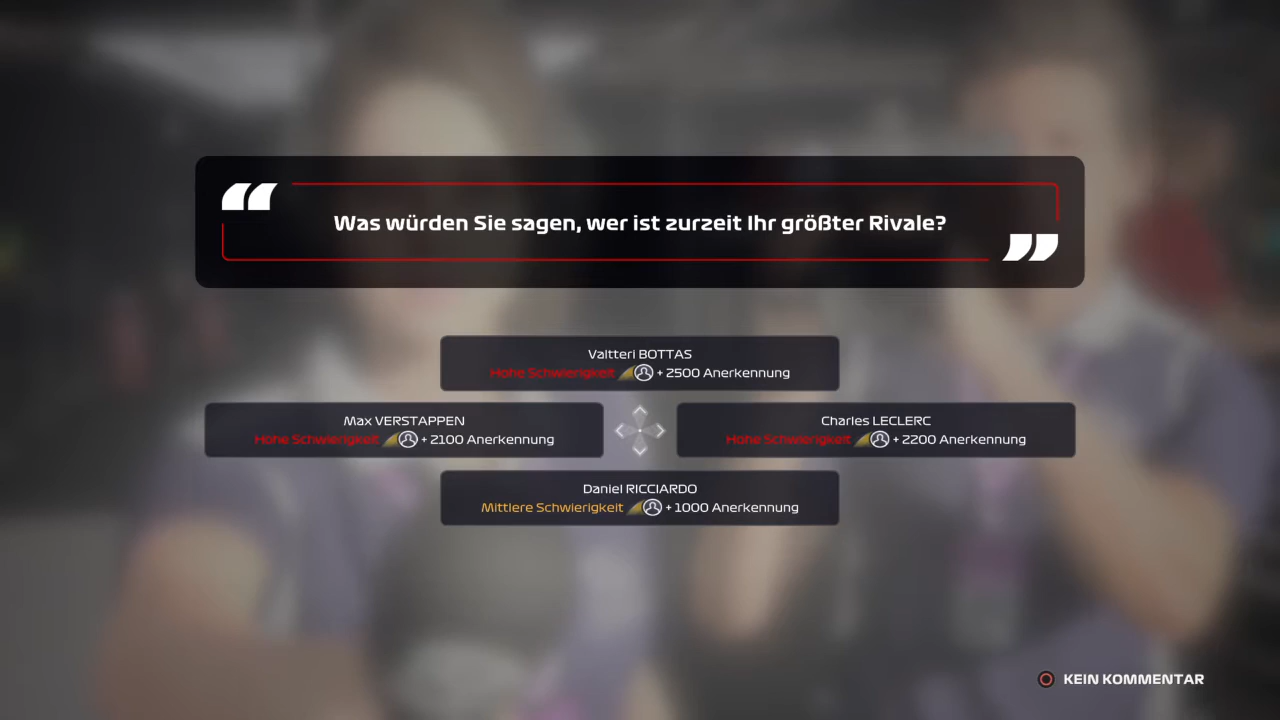 Was würden Sie sagen, wer ist zurzeit Ihr größter Rivale?
Valtteri BOTTAS
Hohe Schwierigkeit + 2500 Anerkennung
Max VERSTAPPEN
Hohe Schwierigkeit + 2100 Anerkennung
Charles LECLERC
Hohe Schwierigkeit + 2200 Anerkennung
Daniel RICCIARDO
Mittlere Schwierigkeit + 1000 Anerkennung
KEIN KOMMENTAR